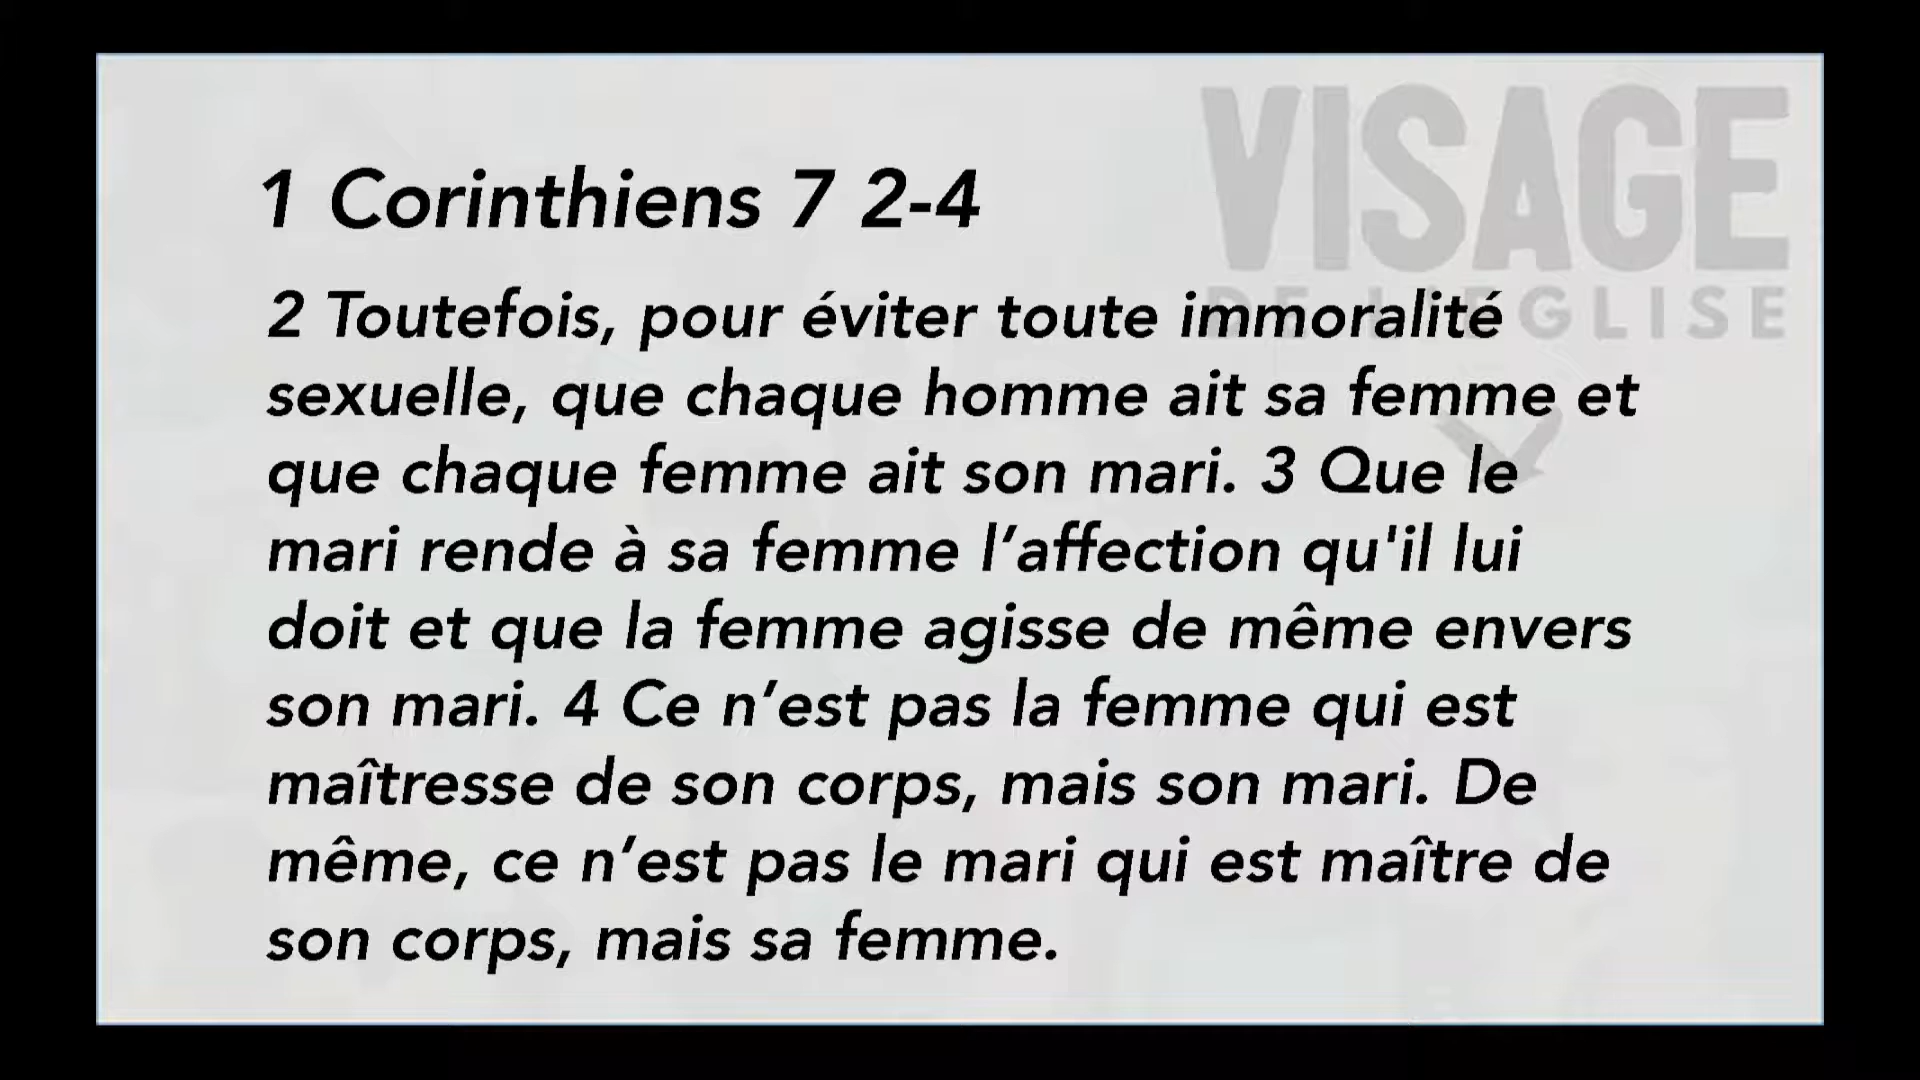 VISAGE
DE L'EGLISE
1 Corinthiens 7 2-4
2 Toutefois, pour éviter toute immoralité
sexuelle, que chaque homme ait sa femme et
que chaque femme ait son mari. 3 Que le
mari rende à sa femme l’affection qu'il lui
doit et que la femme agisse de même envers
son mari. 4 Ce n’est pas la femme qui est
maîtresse de son corps, mais son mari. De
même, ce n’est pas le mari qui est maître de
son corps, mais sa femme.